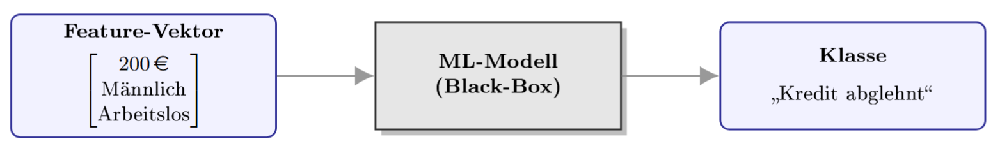 Feature-Vektor
200 €
Männlich
Arbeitslos
ML-Modell
(Black-Box)
Klasse
„Kredit abglehnt“